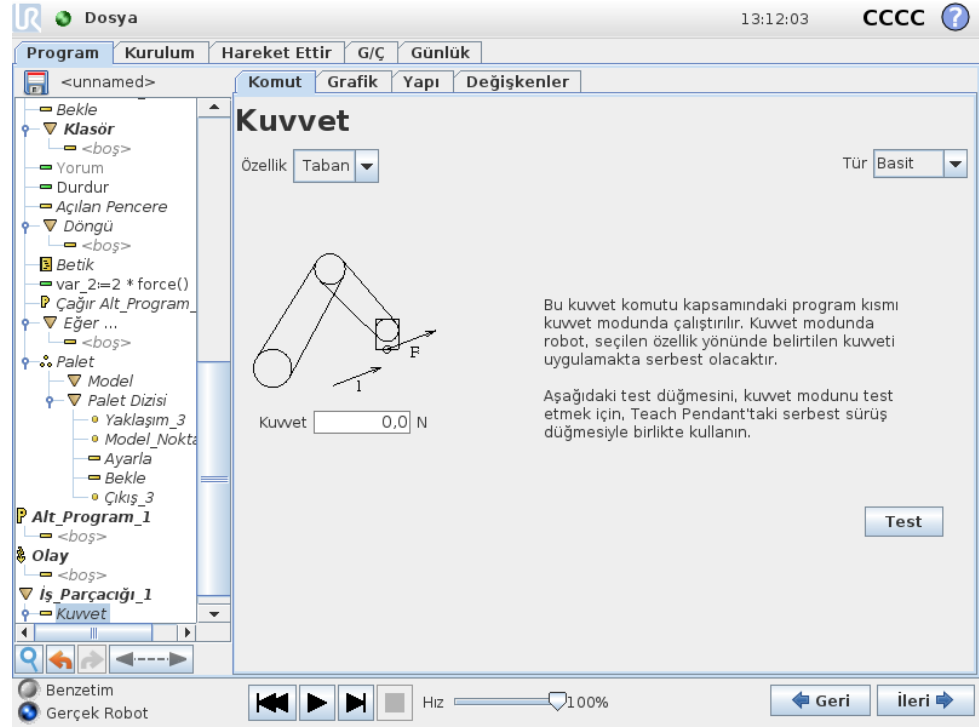 UR Dosya 13:12:03 CCCC ?
Program Kurulum Hareket Ettir G/Ç Günlük
<unnamed>
Komut Grafik Yapı Değişkenler
Bekle
Klasör
<boş>
Yorum
Durdur
Açılan Pencere
Döngü
<boş>
Betik
var_2:=2 * force()
P Çağır Alt_Program_
Eğer ...
<boş>
Palet
Model
Palet Dizisi
Yaklaşım_3
Model_Nokta
Ayarla
Bekle
Çıkış_3
P Alt_Program_1
<boş>
Olay
<boş>
İş_Parçacığı_1
Kuvvet
Kuvvet
Özellik Taban
Tür Basit
F
1
Kuvvet 0,0 N
Bu kuvvet komutu kapsamındaki program kısmı
kuvvet modunda çalıştırılır. Kuvvet modunda
robot, seçilen özellik yönünde belirtilen kuvveti
uygulamakta serbest olacaktır.
Aşağıdaki test düğmesini, kuvvet modunu test
etmek için, Teach Pendant'taki serbest sürüş
düğmesiyle birlikte kullanın.
Test
Benzetim
Gerçek Robot
Hız 100%
Geri İleri